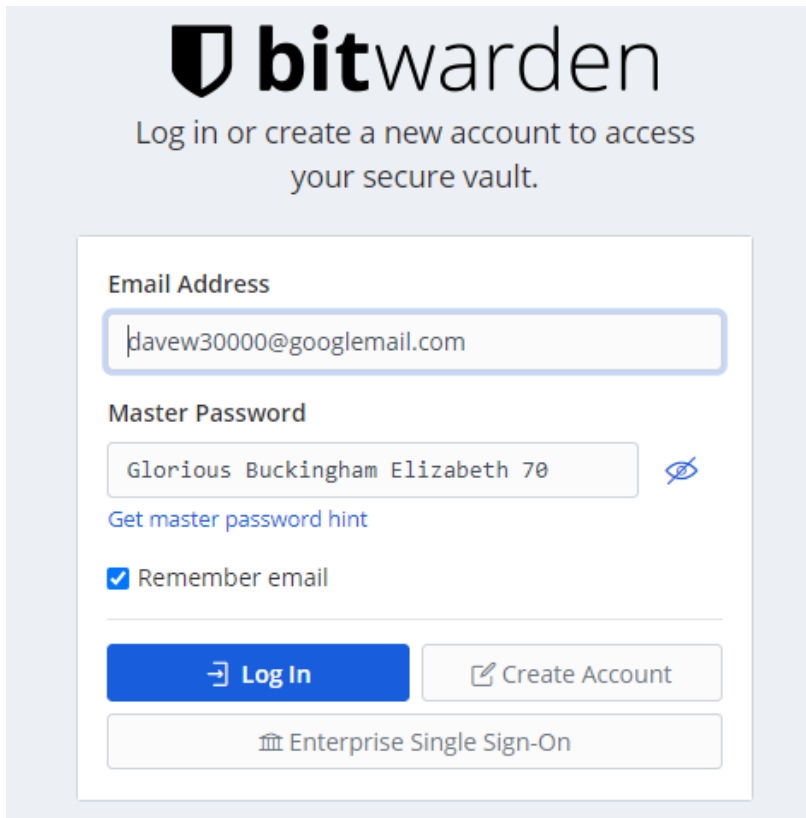 bitwarden
Log in or create a new account to access
your secure vault.
Email Address
davew30000@googlemail.com
Master Password
Glorious Buckingham Elizabeth 70
Get master password hint
Remember email
Log In
Create Account
Enterprise Single Sign-On